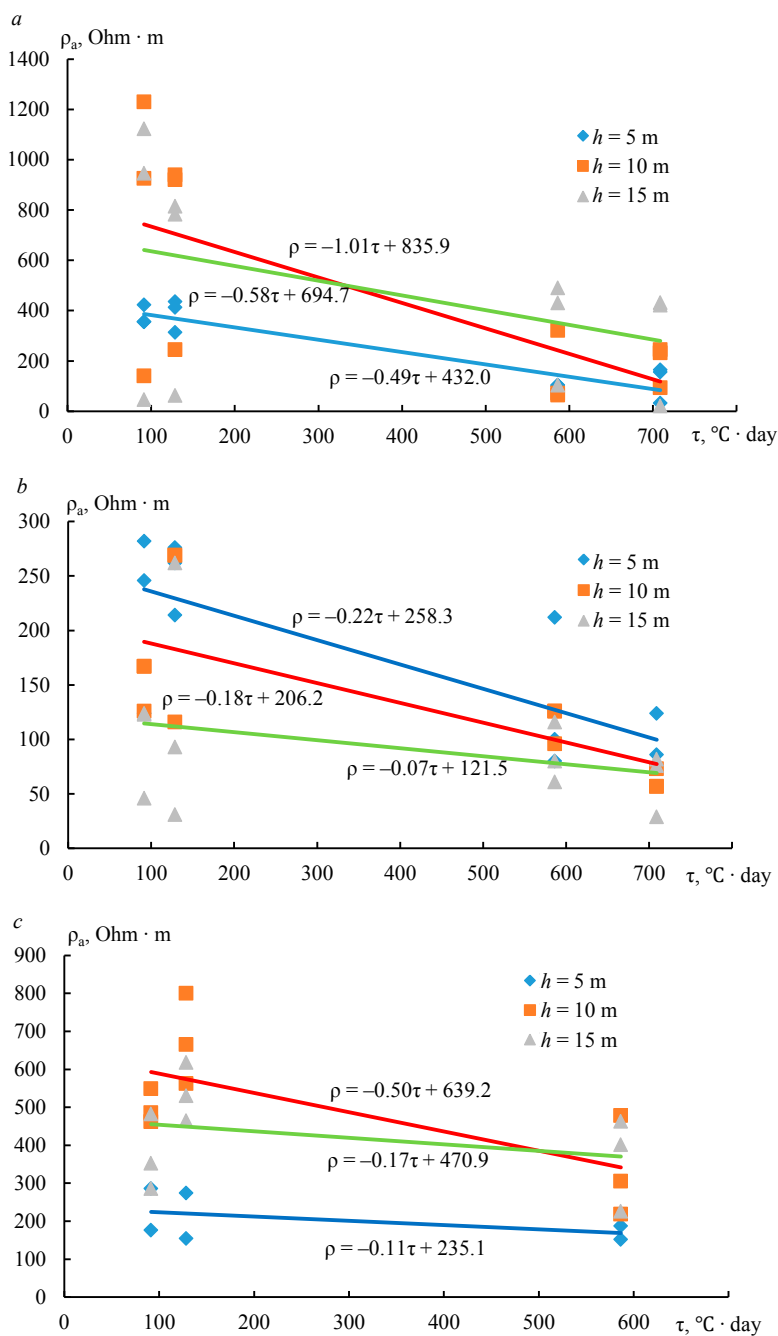 a
ρa, Ohm · m
1400
1200
1000
800
600
400
200
0
h = 5 m
h = 10 m
h = 15 m
ρ = –1.01τ + 835.9
ρ = –0.58τ + 694.7
ρ = –0.49τ + 432.0
0 100 200 300 400 500 600 700 τ, °C · day
b
ρa, Ohm · m
300
250
200
150
100
50
0
h = 5 m
h = 10 m
h = 15 m
ρ = –0.22τ + 258.3
ρ = –0.18τ + 206.2
ρ = –0.07τ + 121.5
0 100 200 300 400 500 600 700 τ, °C · day
c
ρa, Ohm · m
900
800
700
600
500
400
300
200
100
0
h = 5 m
h = 10 m
h = 15 m
ρ = –0.50τ + 639.2
ρ = –0.17τ + 470.9
ρ = –0.11τ + 235.1
0 100 200 300 400 500 600 τ, °C · day